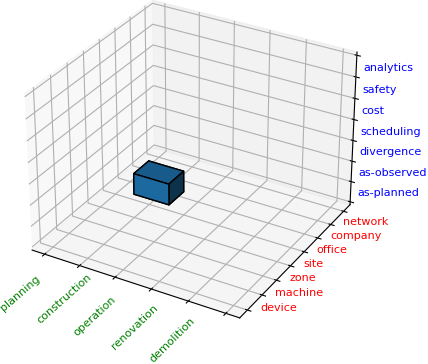 analytics
safety
cost
scheduling
divergence
as-observed
as-planned
network
company
office
site
zone
machine
device
planning
construction
operation
renovation
demolition